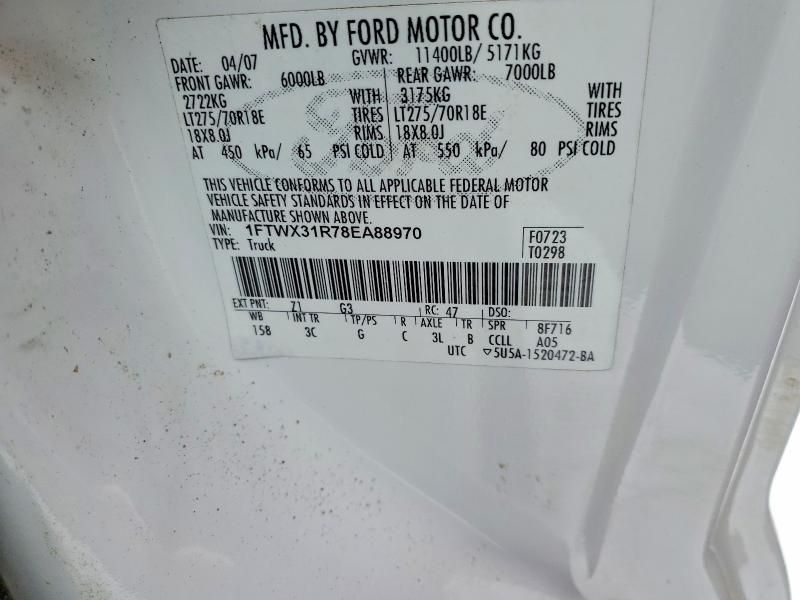 MFD. BY FORD MOTOR CO.
DATE: 04/07 GVWR: 11400LB/ 5171KG
FRONT GAWR: 6000LB REAR GAWR: 7000LB
2722KG WITH 3175KG WITH
LT275/70R18E TIRES LT275/70R18E TIRES
18X8.0J RIMS 18X8.0J RIMS
AT 450 kPa/ 65 PSI COLD AT 550 kPa/ 80 PSI COLD
THIS VEHICLE CONFORMS TO ALL APPLICABLE FEDERAL MOTOR
VEHICLE SAFETY STANDARDS IN EFFECT ON THE DATE OF
MANUFACTURE SHOWN ABOVE.
VIN: 1FTWX31R78EA88970 F0723
TYPE: Truck T0298
EXT PNT: Z1 G3 RC: 47 DSO:
WB INT TR TP/PS R AXLE TR SPR 8F716
158 3C G C 3L B CCLL A05
UTC ▽5U5A-1520472-BA
Ford